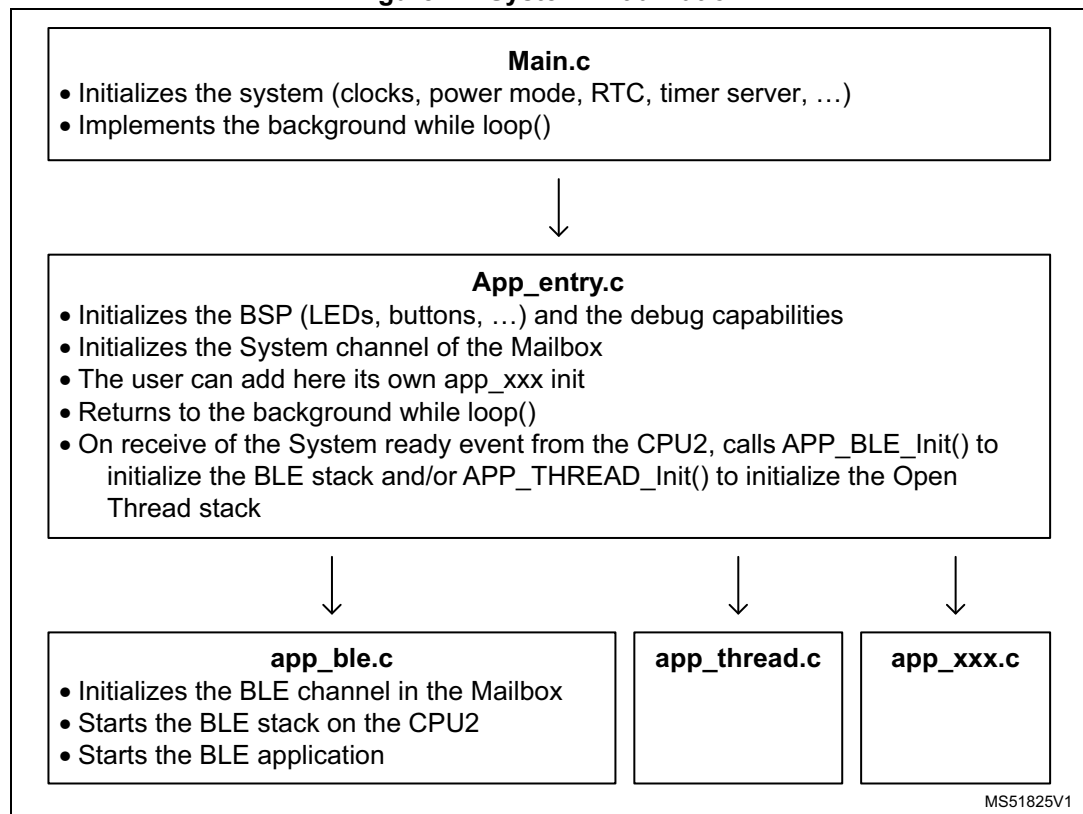 Main.c
• Initializes the system (clocks, power mode, RTC, timer server, …)
• Implements the background while loop()
App_entry.c
• Initializes the BSP (LEDs, buttons, …) and the debug capabilities
• Initializes the System channel of the Mailbox
• The user can add here its own app_xxx init
• Returns to the background while loop()
• On receive of the System ready event from the CPU2, calls APP_BLE_Init() to
initialize the BLE stack and/or APP_THREAD_Init() to initialize the Open
Thread stack
app_ble.c
• Initializes the BLE channel in the Mailbox
• Starts the BLE stack on the CPU2
• Starts the BLE application
app_thread.c
app_xxx.c
MS51825V1